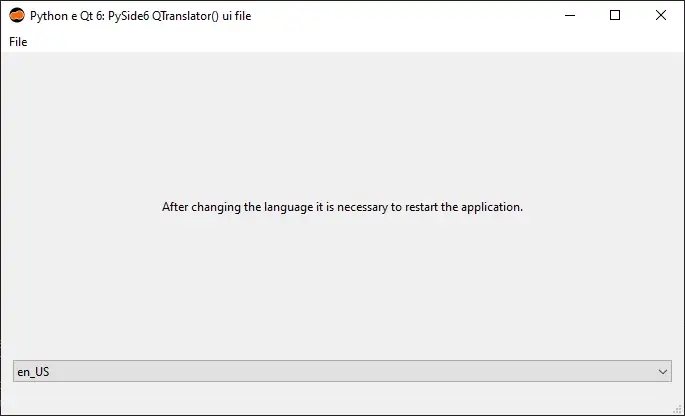 Python e Qt 6: PySide6 QTranslator() ui file
File
After changing the language it is necessary to restart the application.
en_US